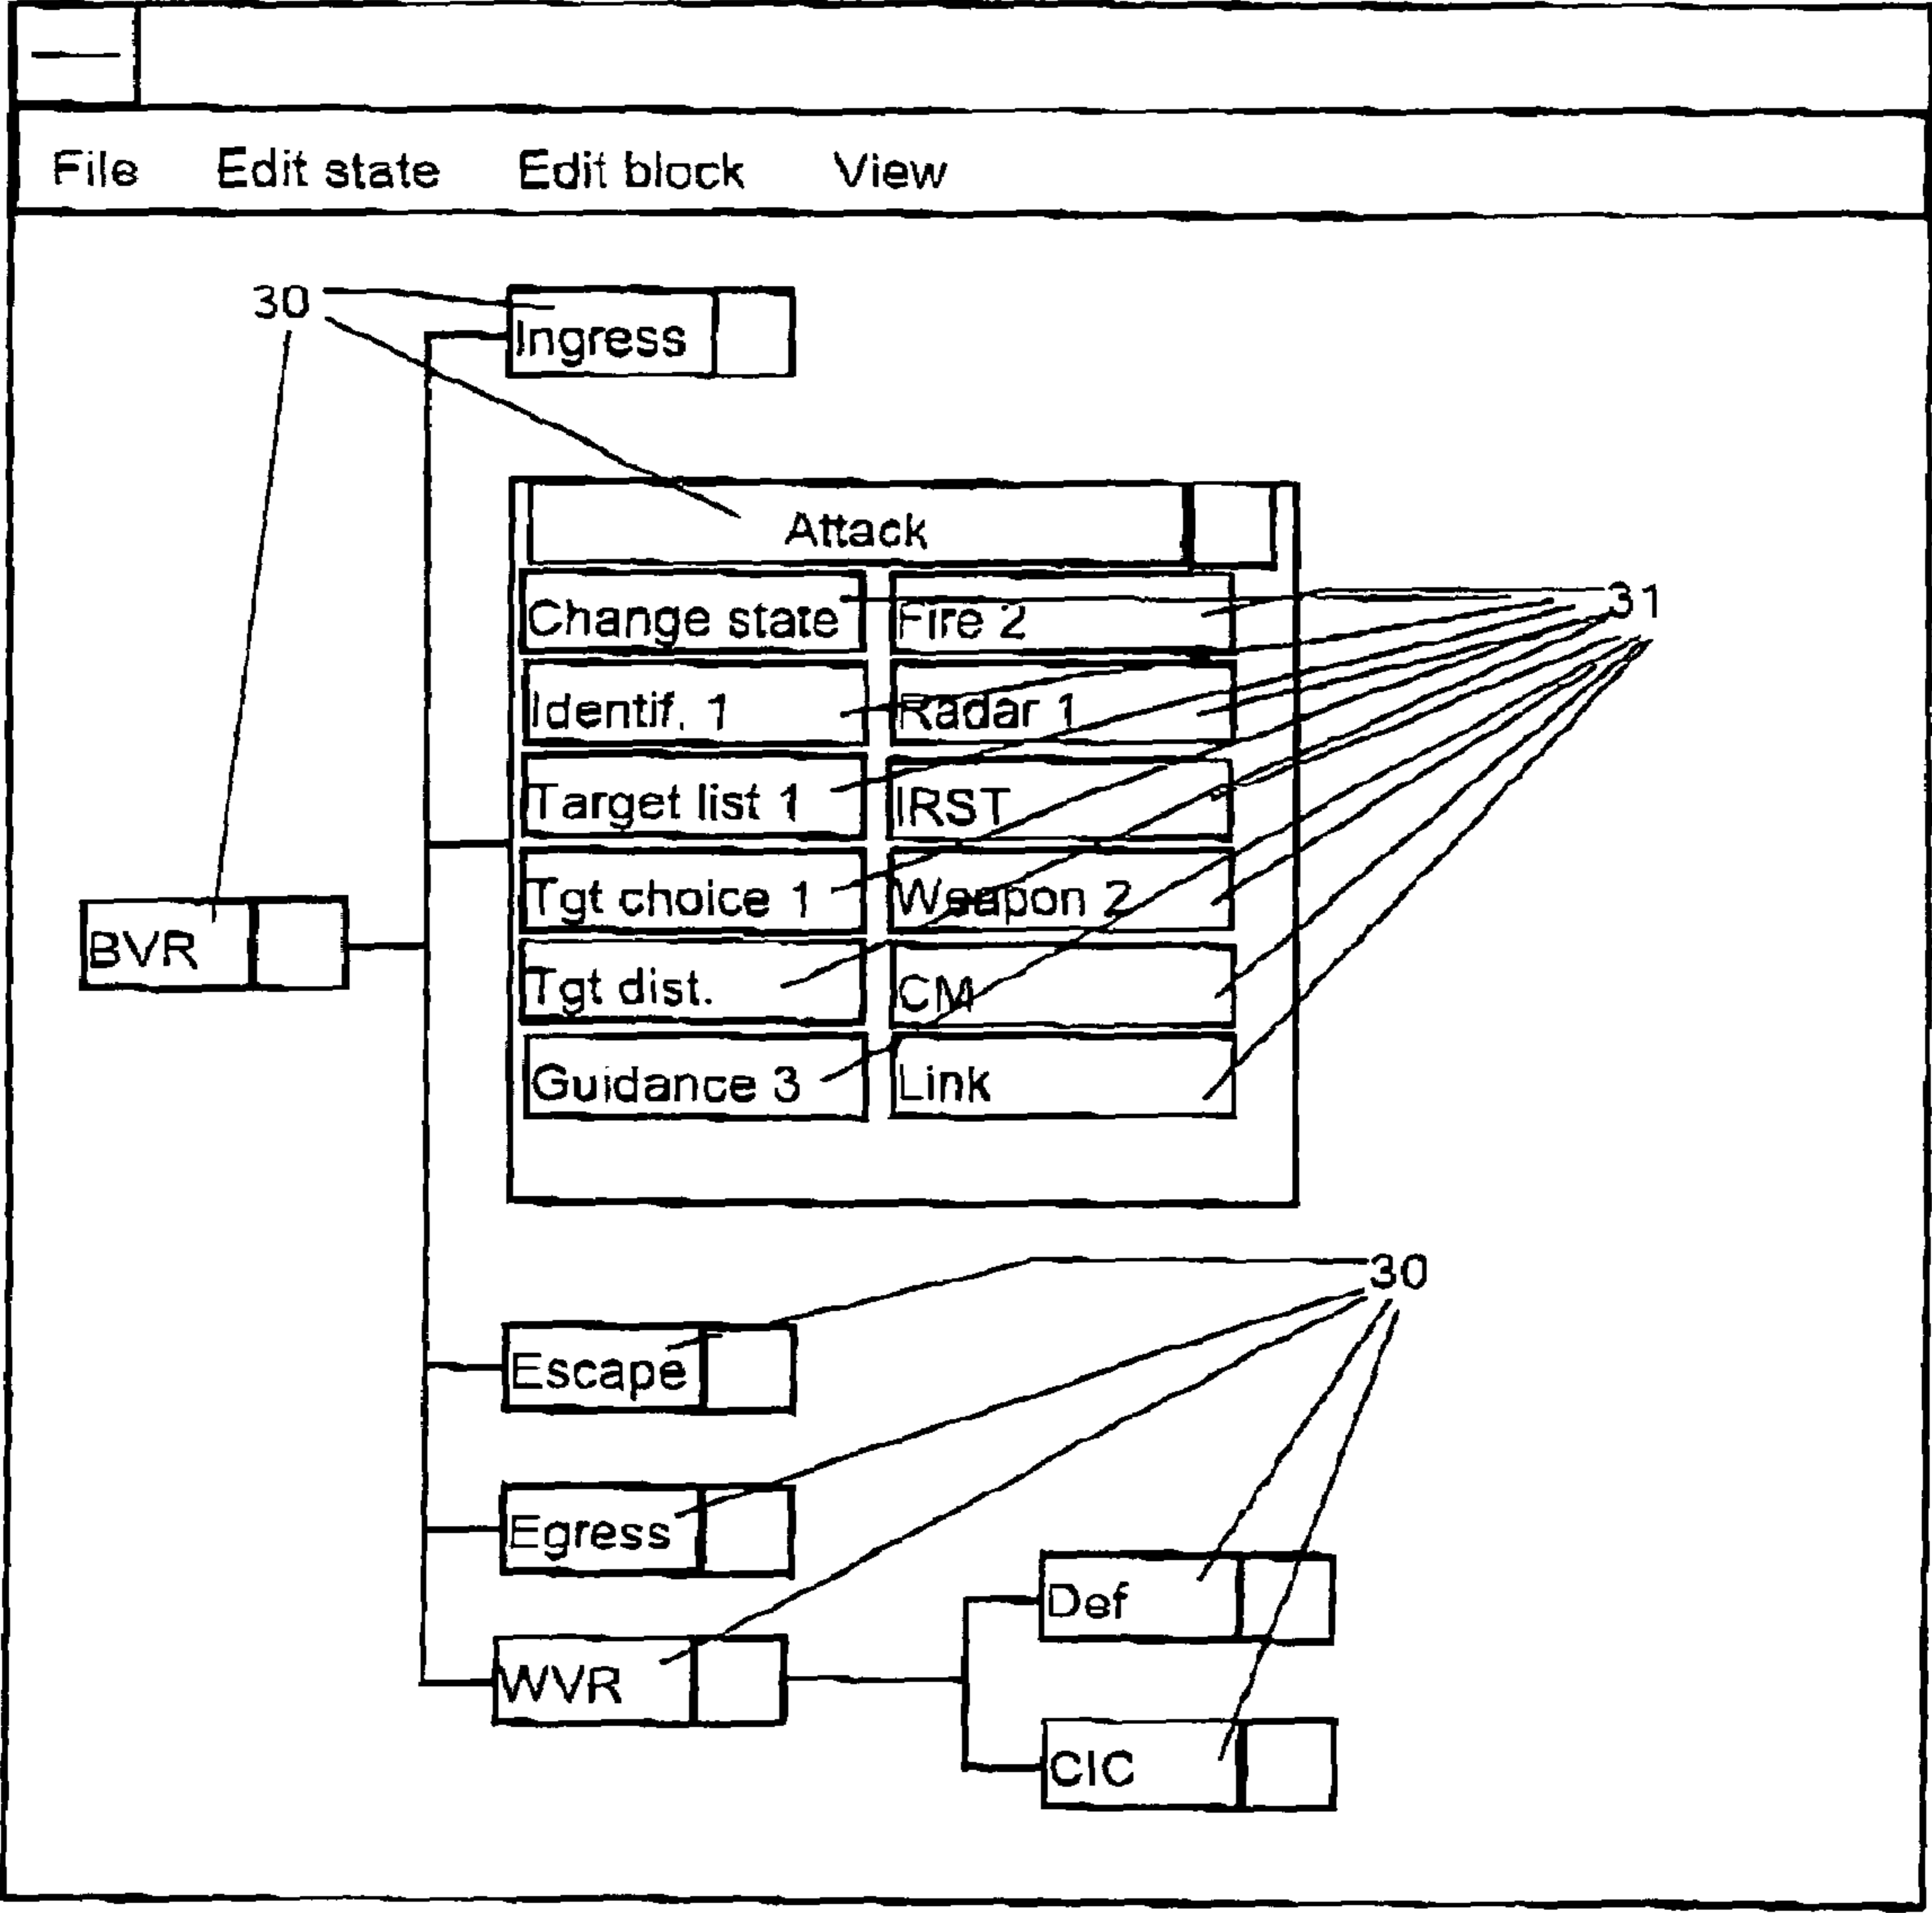 File Edit state Edit block View
30
Ingress
Attack
Change state Fire 2
31
Identif. 1 Radar 1
Target list 1 IRST
Tgt choice 1 Weapon 2
BVR
Tgt dist. CM
Guidance 3 Link
30
Escape
Egress
Def
WVR
CIC